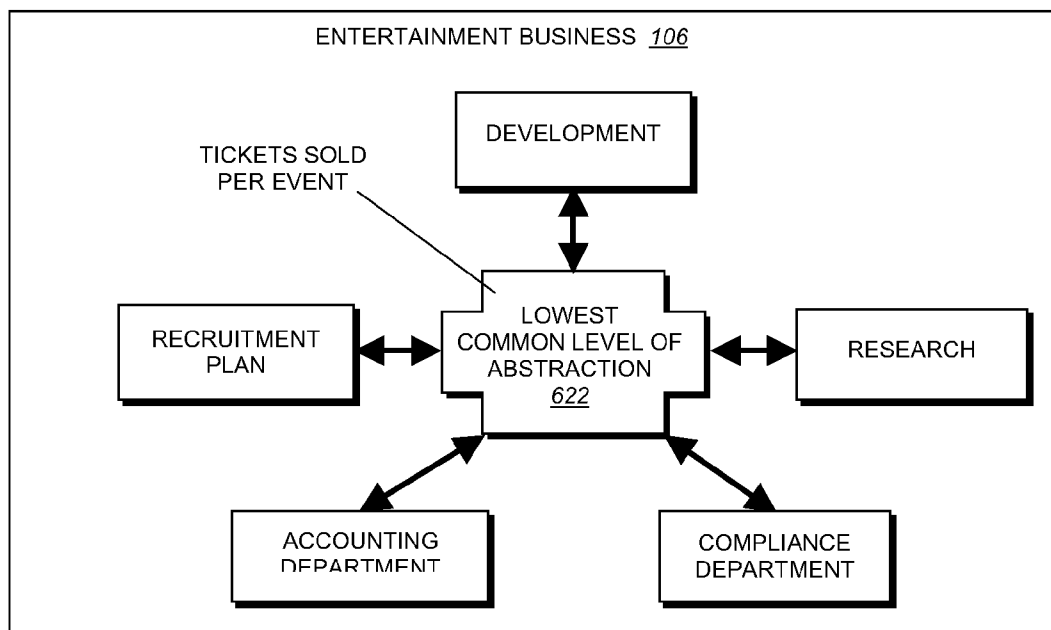 ENTERTAINMENT BUSINESS 106
DEVELOPMENT
TICKETS SOLD
PER EVENT
LOWEST
COMMON LEVEL OF
ABSTRACTION
622
RECRUITMENT
PLAN
RESEARCH
ACCOUNTING
DEPARTMENT
COMPLIANCE
DEPARTMENT